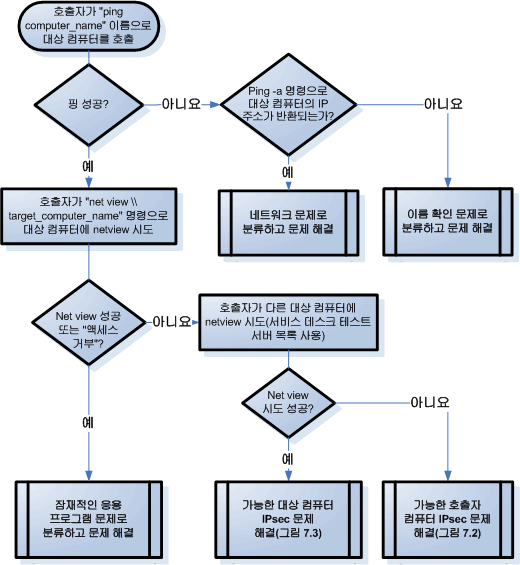 호출자가 "ping
computer_name" 이름으로
대상 컴퓨터를 호출
핑 성공?
아니요
Ping -a 명령으로
대상 컴퓨터의 IP
주소가 반환되는가?
아니요
예
예
호출자가 "net view \\
target_computer_name" 명령으로
대상 컴퓨터에 netview 시도
네트워크 문제로
분류하고 문제 해결
이름 확인 문제로
분류하고 문제 해결
Net view 성공
또는 "액세스
거부"?
아니요
호출자가 다른 대상 컴퓨터에
netview 시도(서비스 데스크 테스트
서버 목록 사용)
Net view
시도 성공?
아니요
예
예
잠재적인 응용
프로그램 문제로
분류하고 문제 해결
가능한 대상 컴퓨터
IPsec 문제
해결(그림 7.3)
가능한 호출자
컴퓨터 IPsec 문제
해결(그림 7.2)